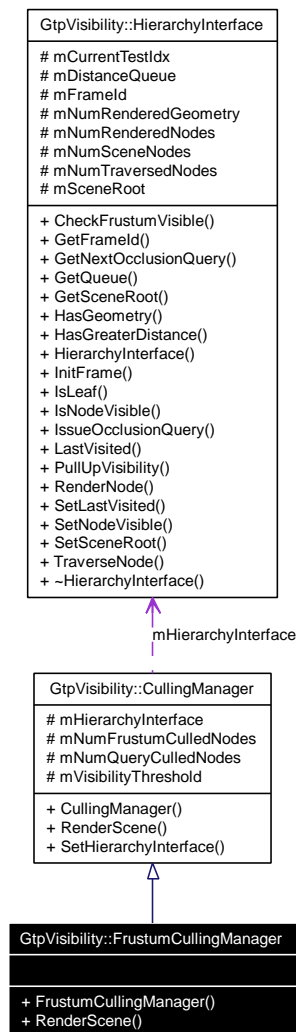 GtpVisibility::HierarchyInterface
# mCurrentTestIdx
# mDistanceQueue
# mFrameId
# mNumRenderedGeometry
# mNumRenderedNodes
# mNumSceneNodes
# mNumTraversedNodes
# mSceneRoot
+ CheckFrustumVisible()
+ GetFrameId()
+ GetNextOcclusionQuery()
+ GetQueue()
+ GetSceneRoot()
+ HasGeometry()
+ HasGreaterDistance()
+ HierarchyInterface()
+ InitFrame()
+ IsLeaf()
+ IsNodeVisible()
+ IssueOcclusionQuery()
+ LastVisited()
+ PullUpVisibility()
+ RenderNode()
+ SetLastVisited()
+ SetNodeVisible()
+ SetSceneRoot()
+ TraverseNode()
+ ~HierarchyInterface()
mHierarchyInterface
GtpVisibility::CullingManager
# mHierarchyInterface
# mNumFrustumCulledNodes
# mNumQueryCulledNodes
# mVisibilityThreshold
+ CullingManager()
+ RenderScene()
+ SetHierarchyInterface()
GtpVisibility::FrustumCullingManager
+ FrustumCullingManager()
+ RenderScene()